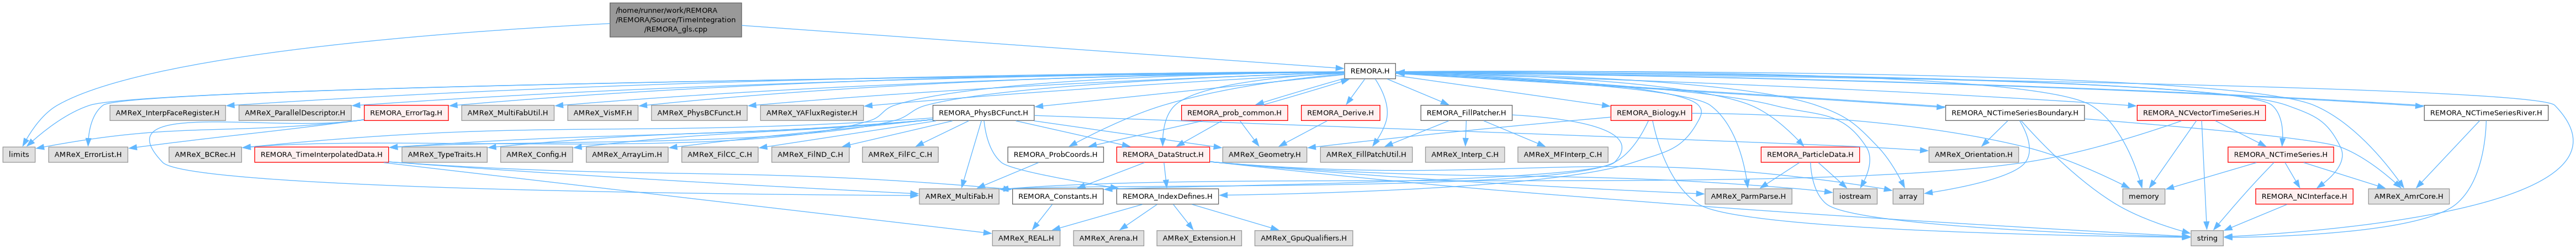 /home/runner/work/REMORA
/REMORA/Source/TimeIntegration
/REMORA_gls.cpp
REMORA.H
AMReX_InterpFaceRegister.H
AMReX_ParallelDescriptor.H
REMORA_ErrorTag.H
AMReX_MultiFabUtil.H
AMReX_VisMF.H
AMReX_PhysBCFunct.H
AMReX_YAFluxRegister.H
REMORA_PhysBCFunct.H
REMORA_prob_common.H
REMORA_Derive.H
REMORA_FillPatcher.H
REMORA_Biology.H
REMORA_NCTimeSeriesBoundary.H
REMORA_NCVectorTimeSeries.H
REMORA_NCTimeSeriesRiver.H
limits
AMReX_ErrorList.H
AMReX_BCRec.H
REMORA_TimeInterpolatedData.H
AMReX_TypeTraits.H
AMReX_Config.H
AMReX_ArrayLim.H
AMReX_FilCC_C.H
AMReX_FilND_C.H
AMReX_FilFC_C.H
REMORA_ProbCoords.H
REMORA_DataStruct.H
AMReX_Geometry.H
AMReX_FillPatchUtil.H
AMReX_Interp_C.H
AMReX_MFInterp_C.H
REMORA_ParticleData.H
AMReX_Orientation.H
REMORA_NCTimeSeries.H
AMReX_MultiFab.H
REMORA_Constants.H
REMORA_IndexDefines.H
AMReX_ParmParse.H
iostream
array
memory
REMORA_NCInterface.H
AMReX_AmrCore.H
AMReX_REAL.H
AMReX_Arena.H
AMReX_Extension.H
AMReX_GpuQualifiers.H
string